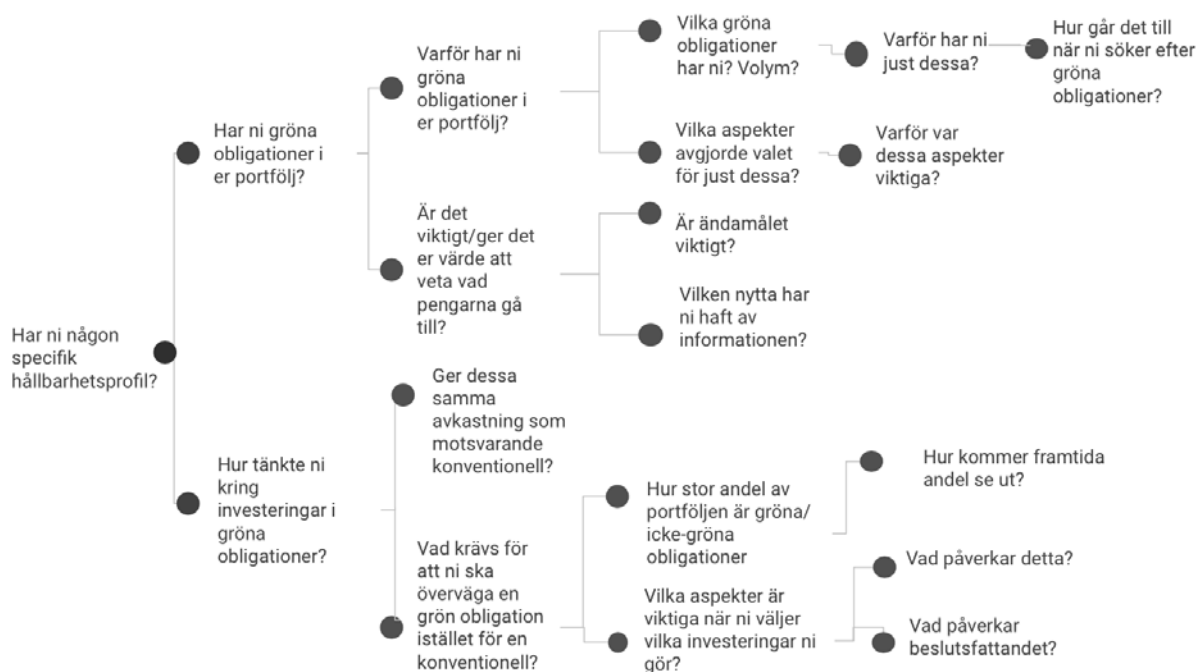 Har ni någon
specifik
hållbarhetsprofil?
Har ni gröna
obligationer i
er portfölj?
Varför har ni
gröna
obligationer i
er portfölj?
Vilka gröna
obligationer
har ni? Volym?
Varför har ni
just dessa?
Hur går det till
när ni söker efter
gröna
obligationer?
Vilka aspekter
avgjorde valet
för just dessa?
Varför var
dessa aspekter
viktiga?
Är det
viktigt/ger det
er värde att
veta vad
pengarna gå
till?
Är ändamålet
viktigt?
Vilken nytta har
ni haft av
informationen?
Hur tänkte ni
kring
investeringar i
gröna
obligationer?
Ger dessa
samma
avkastning som
motsvarande
konventionell?
Vad krävs för
att ni ska
överväga en
grön obligation
istället för en
konventionell?
Hur stor andel av
portföljen är gröna/
icke-gröna
obligationer
Hur kommer framtida
andel se ut?
Vilka aspekter är
viktiga när ni väljer
vilka investeringar ni
gör?
Vad påverkar detta?
Vad påverkar
beslutsfattandet?